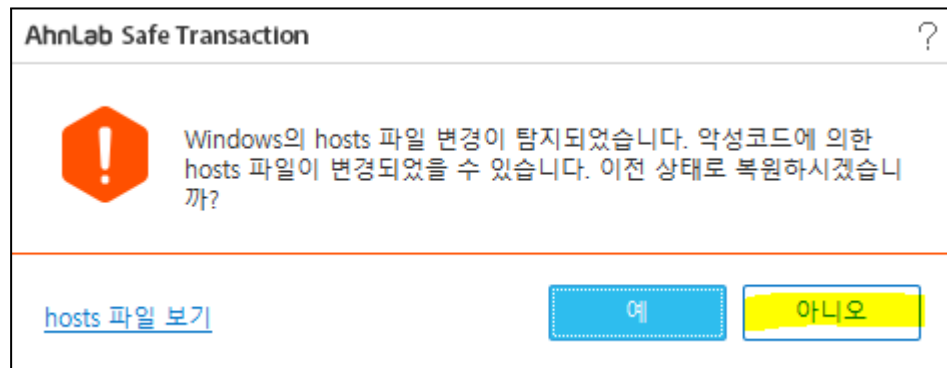 AhnLab Safe Transaction ?
Windows의 hosts 파일 변경이 탐지되었습니다. 악성코드에 의한
hosts 파일이 변경되었을 수 있습니다. 이전 상태로 복원하시겠습니
까?
hosts 파일 보기 예 아니오